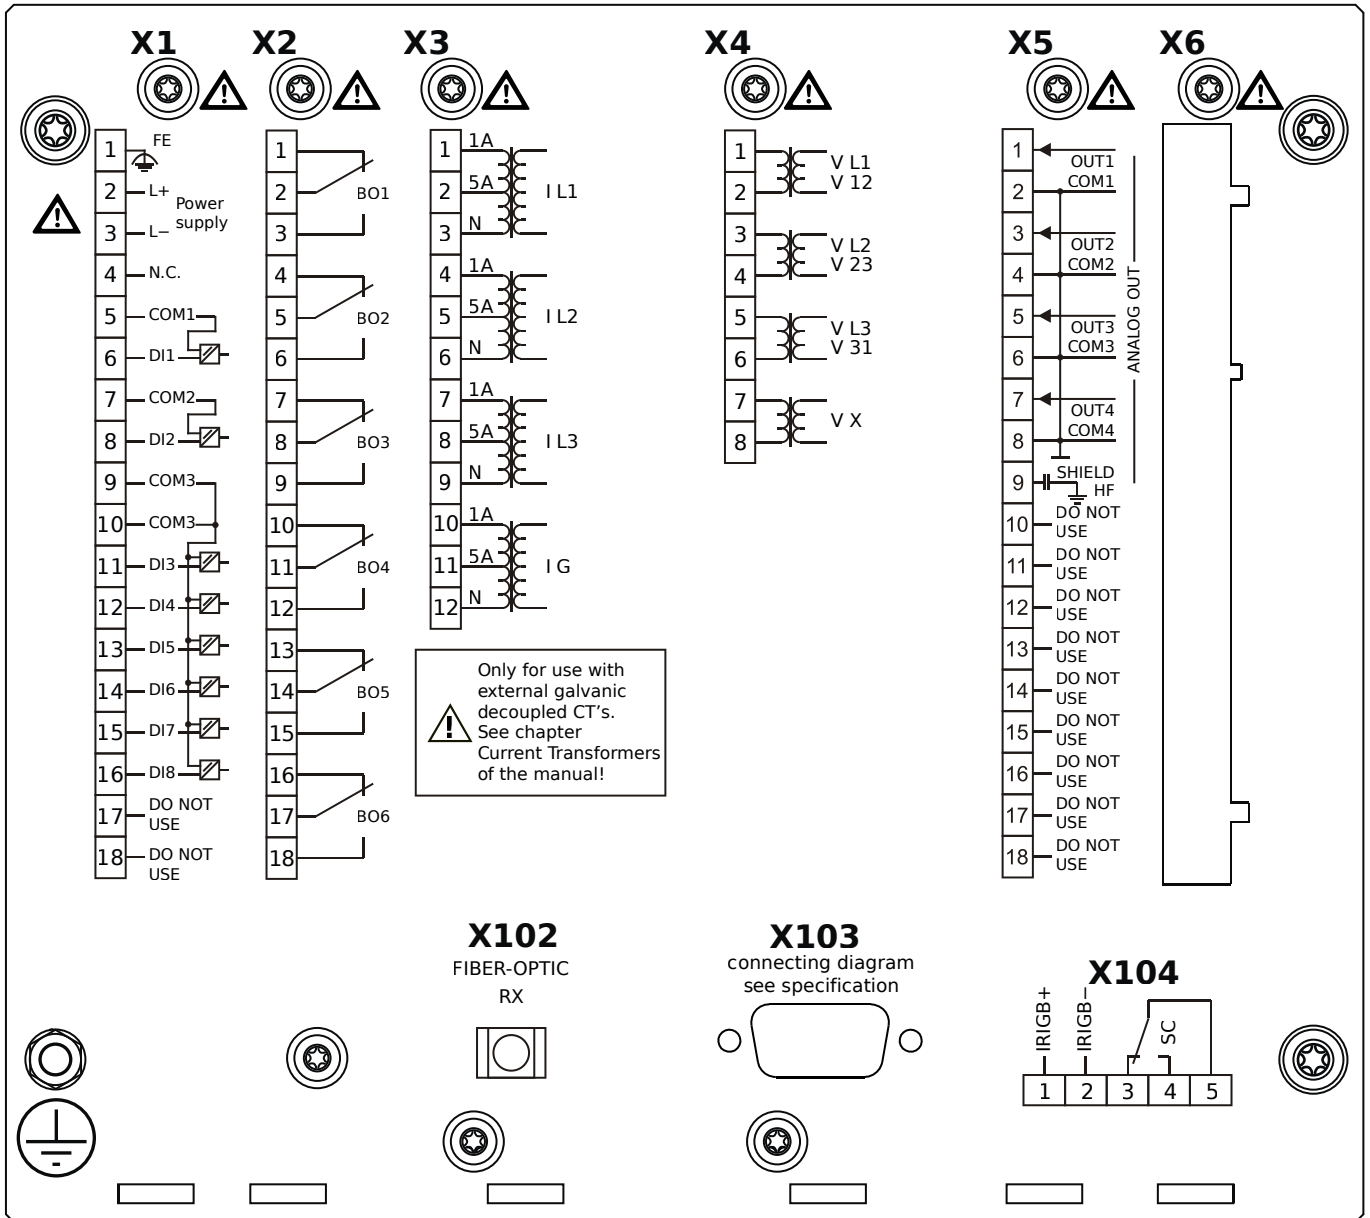 X1
X2
X3
X4
X5
X6
1 FE
2 L+
Power
supply
3 L−
4 N.C.
5 COM1
6 DI1
7 COM2
8 DI2
9 COM3
10 COM3
11 DI3
12 DI4
13 DI5
14 DI6
15 DI7
16 DI8
17 DO NOT
USE
18 DO NOT
USE
1
2 BO1
3
4
5 BO2
6
7
8 BO3
9
10
11 BO4
12
13
14 BO5
15
16
17 BO6
18
1 1A
2 5A I L1
3 N
4 1A
5 5A I L2
6 N
7 1A
8 5A I L3
9 N
10 1A
11 5A I G
12 N
Only for use with
external galvanic
decoupled CT's.
See chapter
Current Transformers
of the manual!
1 V L1
2 V 12
3 V L2
4 V 23
5 V L3
6 V 31
7 V X
8
1 OUT1
2 COM1
3 OUT2
4 COM2
5 OUT3
6 COM3
7 OUT4
8 COM4
ANALOG OUT
9 SHIELD
HF
10 DO NOT
USE
11 DO NOT
USE
12 DO NOT
USE
13 DO NOT
USE
14 DO NOT
USE
15 DO NOT
USE
16 DO NOT
USE
17 DO NOT
USE
18 DO NOT
USE
X102
FIBER-OPTIC
RX
X103
connecting diagram
see specification
X104
IRIGB+
IRIGB−
SC
1 2 3 4 5